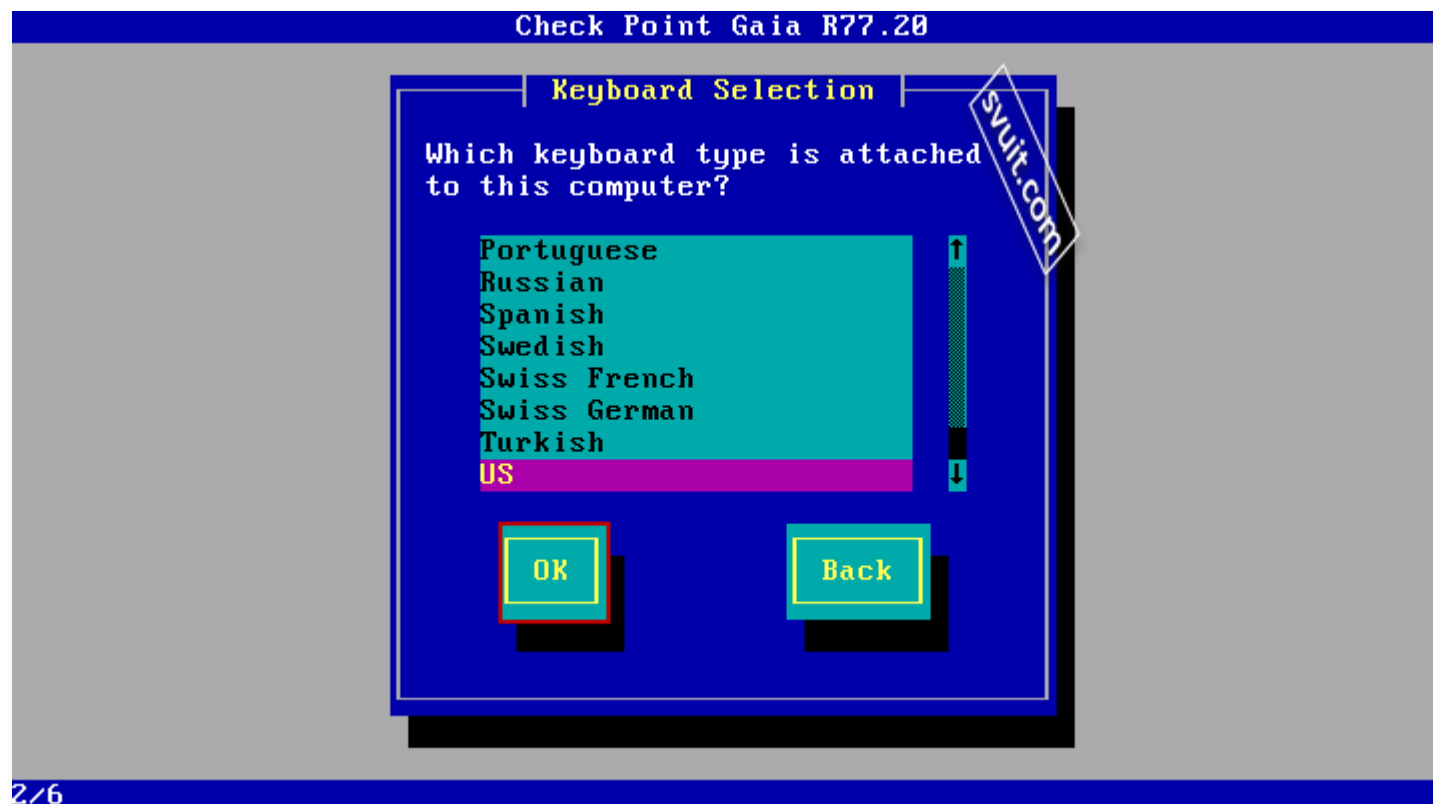 Check Point Gaia R77.20
Keyboard Selection
Which keyboard type is attached
to this computer?
Portuguese
Russian
Spanish
Swedish
Swiss French
Swiss German
Turkish
US
↑
↓
OK
Back
svuit.com
2/6